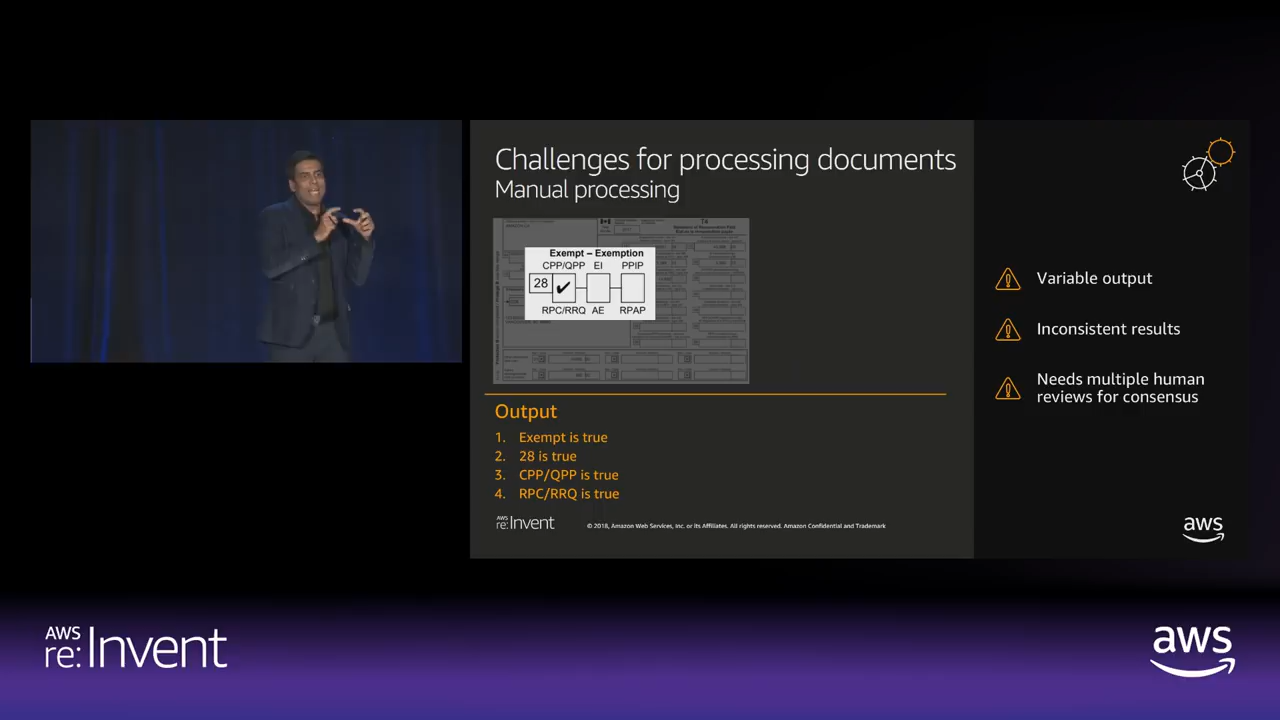 Challenges for processing documents
Manual processing
T4
Exempt – Exemption
CPP/QPP EI PPIP
28 ✔
RPC/RRQ AE RPAP
Variable output
Inconsistent results
Needs multiple human
reviews for consensus
Output
1. Exempt is true
2. 28 is true
3. CPP/QPP is true
4. RPC/RRQ is true
AWS
re:Invent
© 2018, Amazon Web Services, Inc. or its Affiliates. All rights reserved. Amazon Confidential and Trademark
aws
AWS
re:Invent
aws